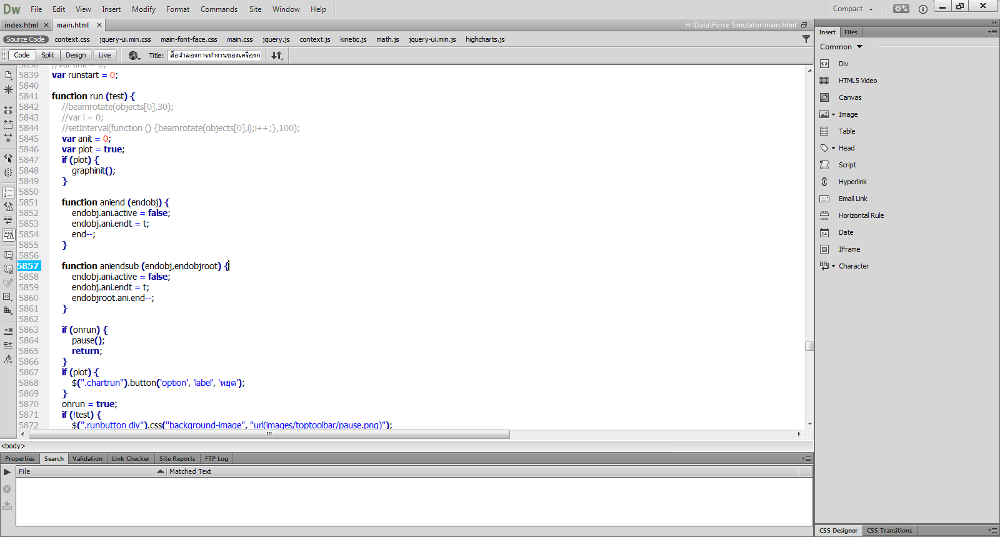 Dw File Edit View Insert Modify Format Commands Site Window Help Compact
index.html main.html H:\Data\Force Simulator\main.html
Source Code context.css jquery-ui.min.css main-font-face.css main.css jquery.js context.js kinetic.js math.js jquery-ui.min.js highcharts.js
Code Split Design Live Title: สื่อจำลองการทำงานของเครื่องก
5838 //var anit = 0;
5839 var runstart = 0;
5840
5841 function run (test) {
5842 //beamrotate(objects[0],30);
5843 //var i = 0;
5844 //setInterval(function () {beamrotate(objects[0],i);i++;},100);
5845 var anit = 0;
5846 var plot = true;
5847 if (plot) {
5848 graphinit();
5849 }
5850
5851 function aniend (endobj) {
5852 endobj.ani.active = false;
5853 endobj.ani.endt = t;
5854 end--;
5855 }
5856
5857 function aniendsub (endobj,endobjroot) {
5858 endobj.ani.active = false;
5859 endobj.ani.endt = t;
5860 endobjroot.ani.end--;
5861 }
5862
5863 if (onrun) {
5864 pause();
5865 return;
5866 }
5867 if (plot) {
5868 $(".chartrun").button('option', 'label', 'หยุด');
5869 }
5870 onrun = true;
5871 if (!test) {
5872 $(".runbutton div").css("background-image", "url(images/toptoolbar/pause.png)");
<body>
Properties Search Validation Link Checker Site Reports FTP Log
File Matched Text
Insert Files
Common
Div
HTML5 Video
Canvas
Image
Table
Head
Script
Hyperlink
Email Link
Horizontal Rule
24 Date
IFrame
BR Character
CSS Designer CSS Transitions